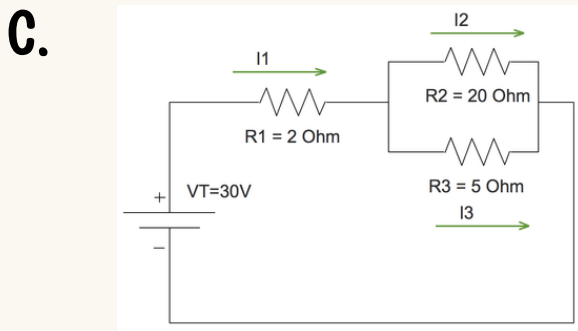 C.
I2
I1
R2 = 20 Ohm
R1 = 2 Ohm
+ VT=30V
R3 = 5 Ohm
I3
−